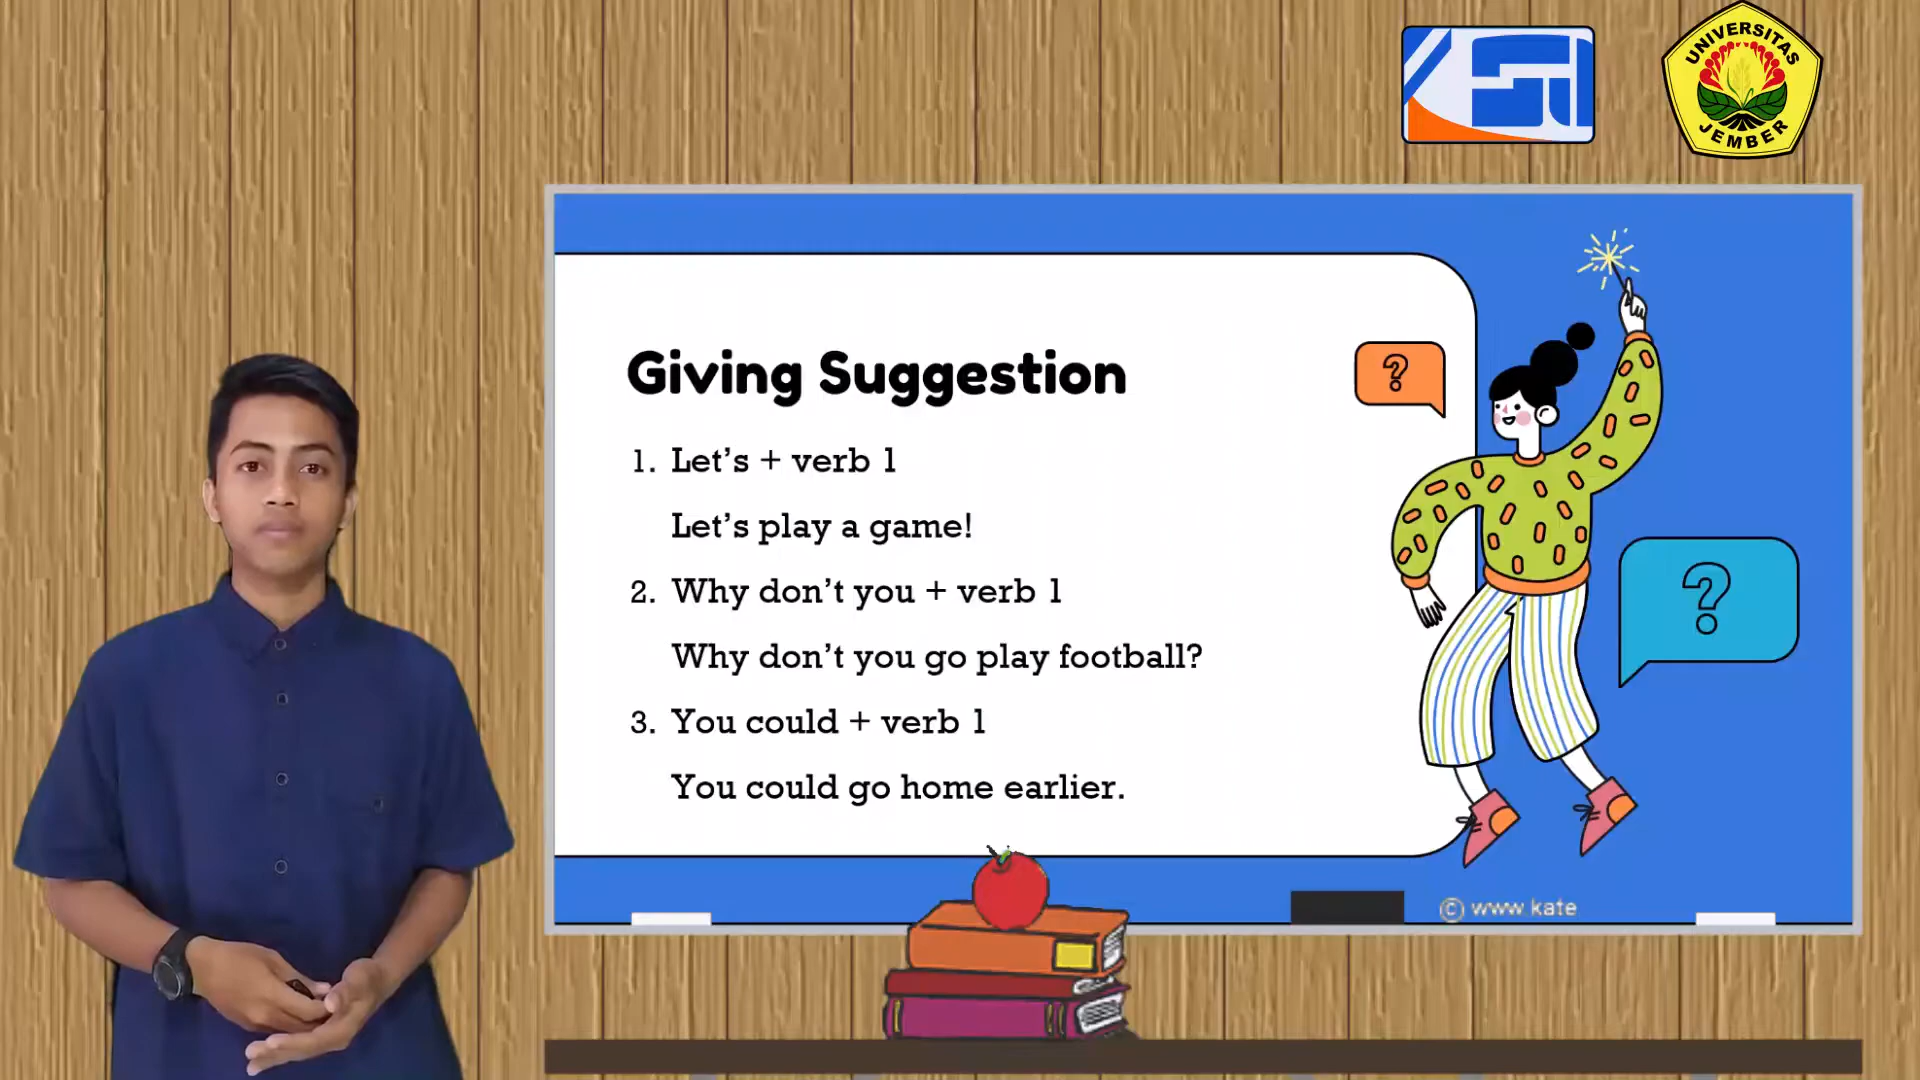 UNIVERSITAS
JEMBER
Giving Suggestion
1. Let's + verb 1
Let's play a game!
2. Why don't you + verb 1
Why don't you go play football?
3. You could + verb 1
You could go home earlier.
?
?
© www kate